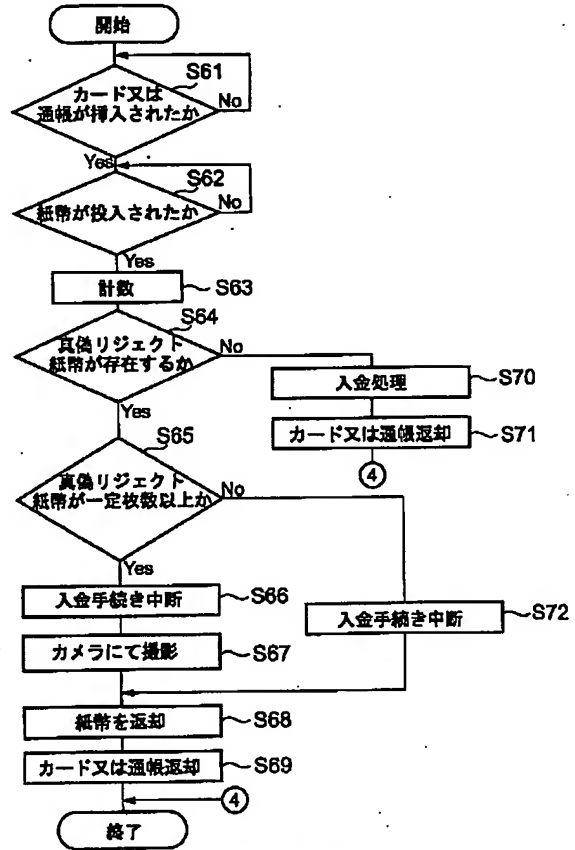 開始
S61
カード又は
通帳が挿入されたか
No
Yes
S62
紙幣が投入されたか
No
Yes
計数
S63
S64
真偽リジェクト
紙幣が存在するか
No
Yes
入金処理
S70
カード又は通帳返却
S71
④
S65
真偽リジェクト
紙幣が一定枚数以上か
No
Yes
入金手続き中断
S66
入金手続き中断
S72
カメラにて撮影
S67
紙幣を返却
S68
カード又は通帳返却
S69
④
終了